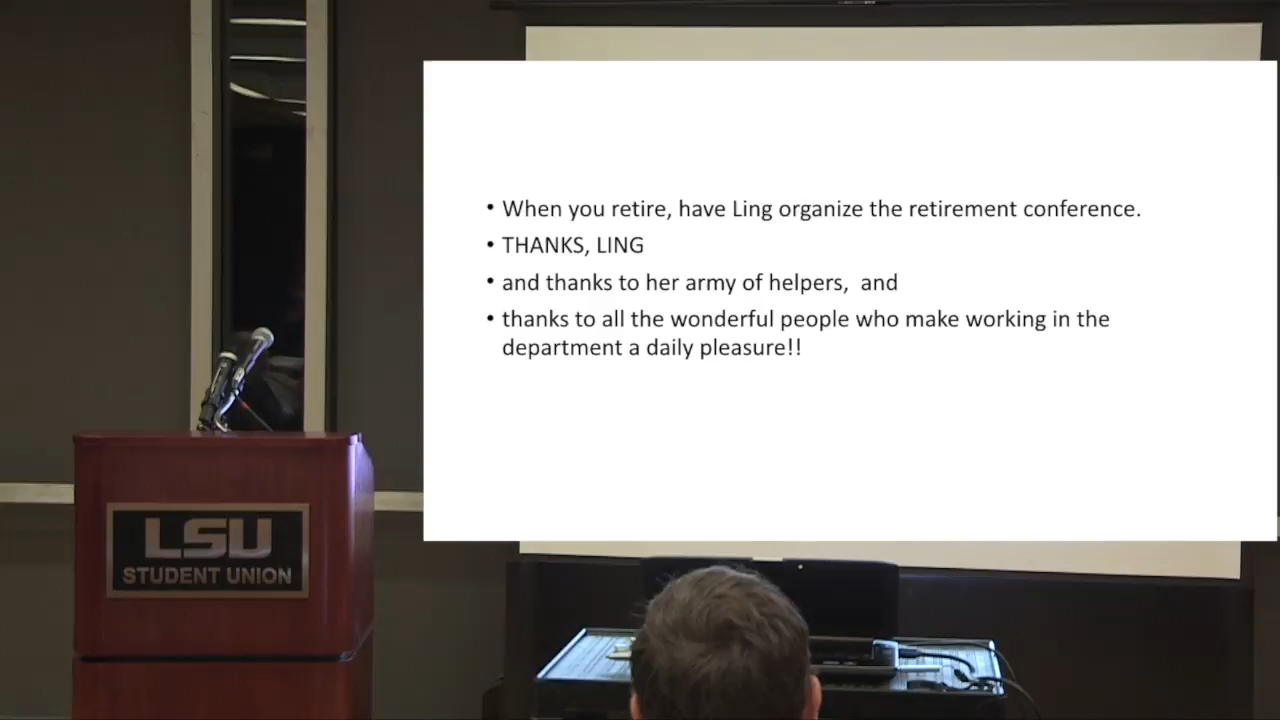 • When you retire, have Ling organize the retirement conference.
• THANKS, LING
• and thanks to her army of helpers,  and
• thanks to all the wonderful people who make working in the
department a daily pleasure!!
LSU
STUDENT UNION